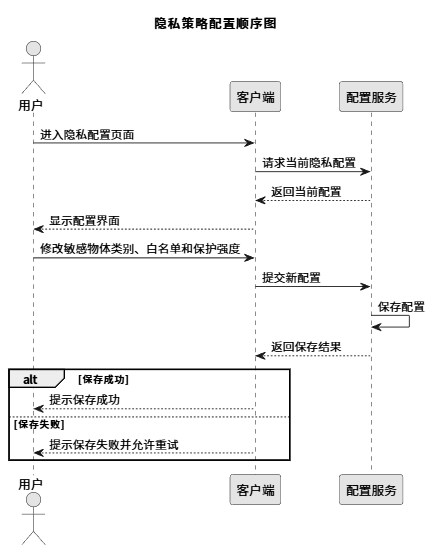 隐私策略配置顺序图
用户
客户端
配置服务
进入隐私配置页面
请求当前隐私配置
返回当前配置
显示配置界面
修改敏感物体类别、白名单和保护强度
提交新配置
保存配置
返回保存结果
alt [保存成功]
提示保存成功
[保存失败]
提示保存失败并允许重试
用户
客户端
配置服务